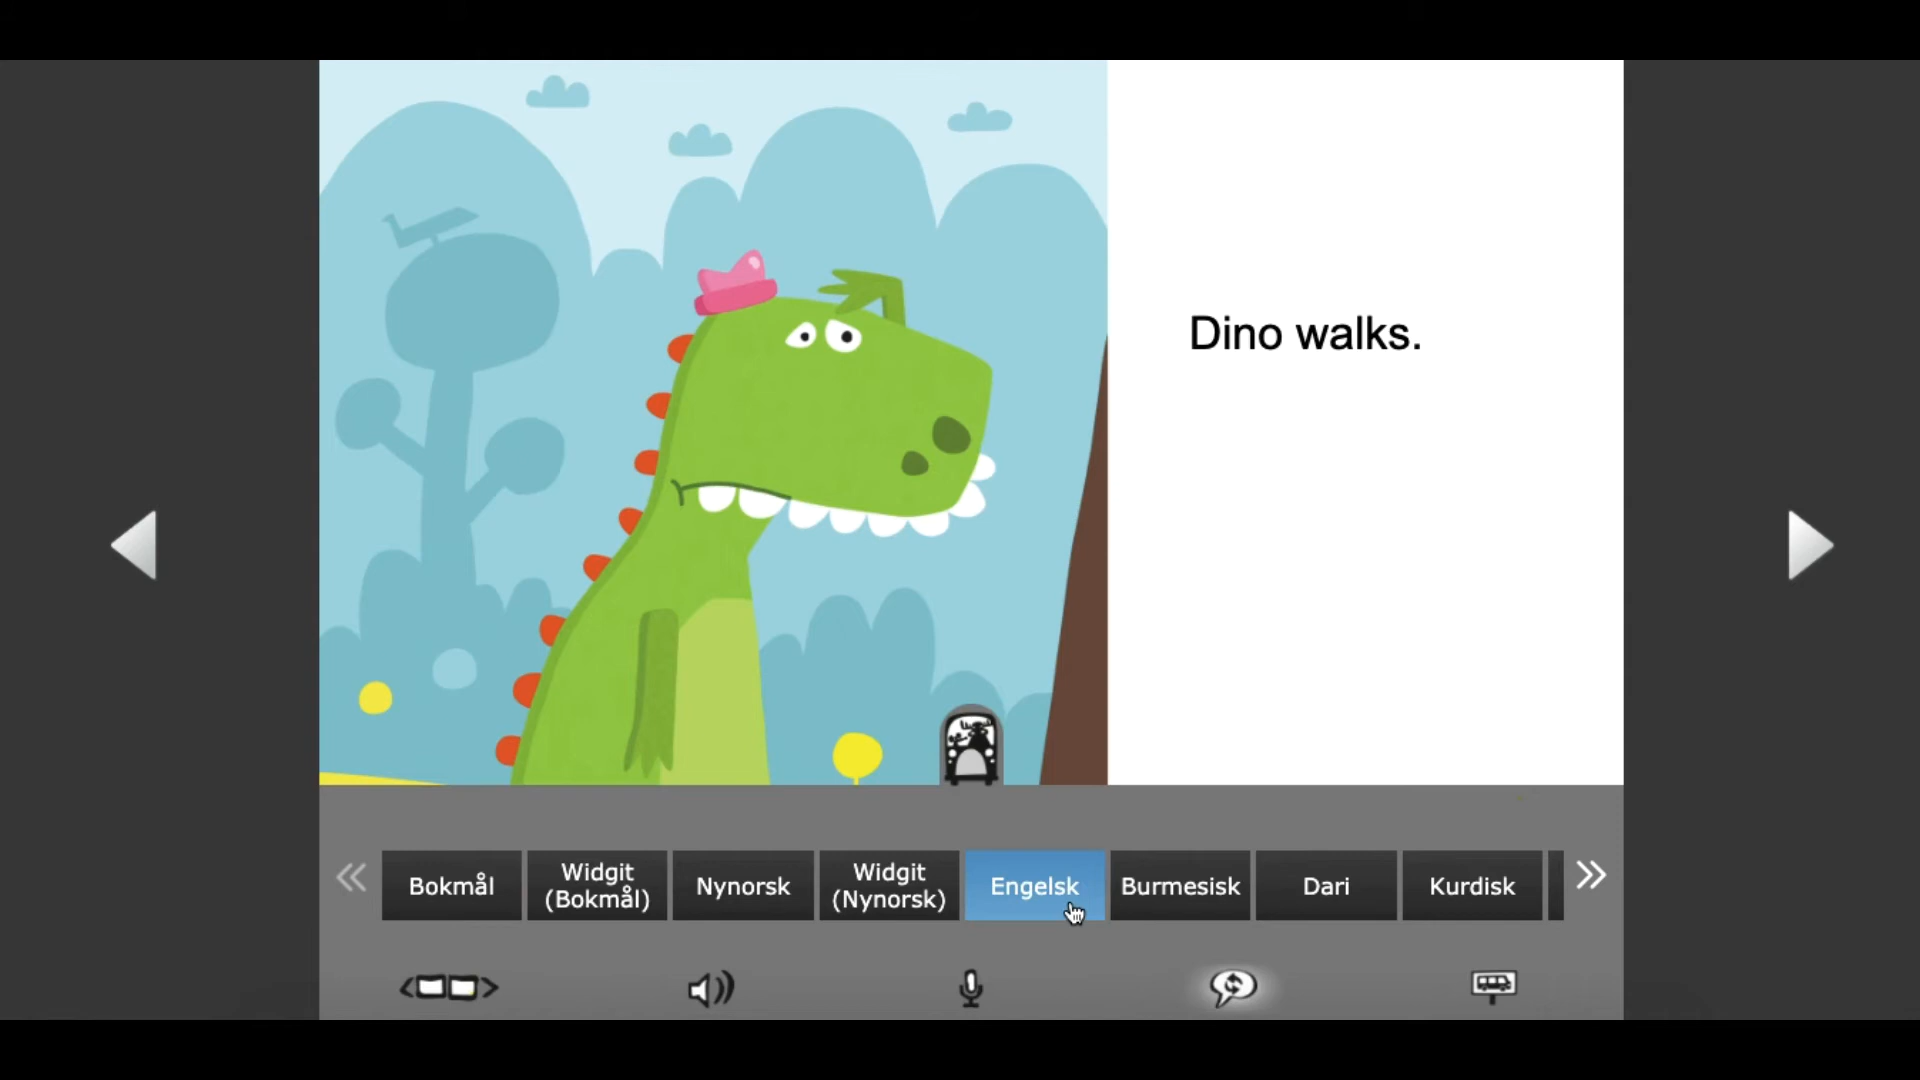 Dino walks.
Bokmål
Widgit
(Bokmål)
Nynorsk
Widgit
(Nynorsk)
Engelsk
Burmesisk
Dari
Kurdisk